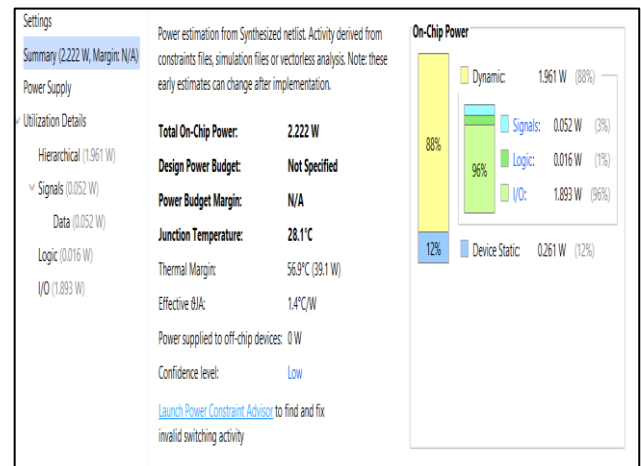 Settings
Summary (2.222 W, Margin: N/A)
Power Supply
Utilization Details
Hierarchical (1.961 W)
Signals (0.052 W)
Data (0.052 W)
Logic (0.016 W)
I/O (1.893 W)
Power estimation from Synthesized netlist. Activity derived from
constraints files, simulation files or vectorless analysis. Note: these
early estimates can change after implementation.
Total On-Chip Power: 2.222 W
Design Power Budget: Not Specified
Power Budget Margin: N/A
Junction Temperature: 28.1°C
Thermal Margin: 56.9°C (39.1 W)
Effective ϑJA: 1.4°C/W
Power supplied to off-chip devices: 0 W
Confidence level: Low
Launch Power Constraint Advisor to find and fix
invalid switching activity
On-Chip Power
Dynamic: 1.961 W (88%)
88%
96%
Signals: 0.052 W (3%)
Logic: 0.016 W (1%)
I/O: 1.893 W (96%)
12%
Device Static: 0.261 W (12%)